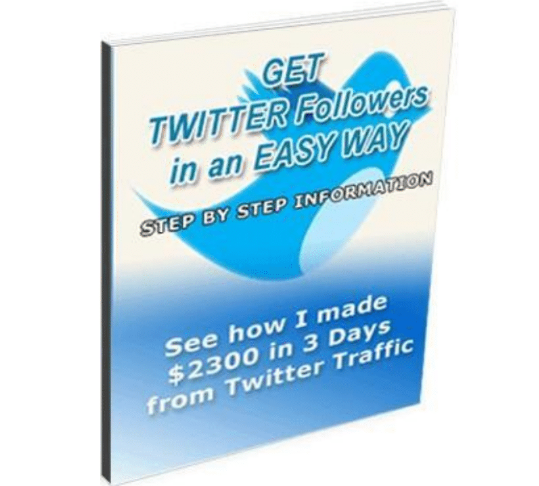 GET
TWITTER Followers
in an EASY WAY
STEP BY STEP INFORMATION
See how I made
$2300 in 3 Days
from Twitter Traffic